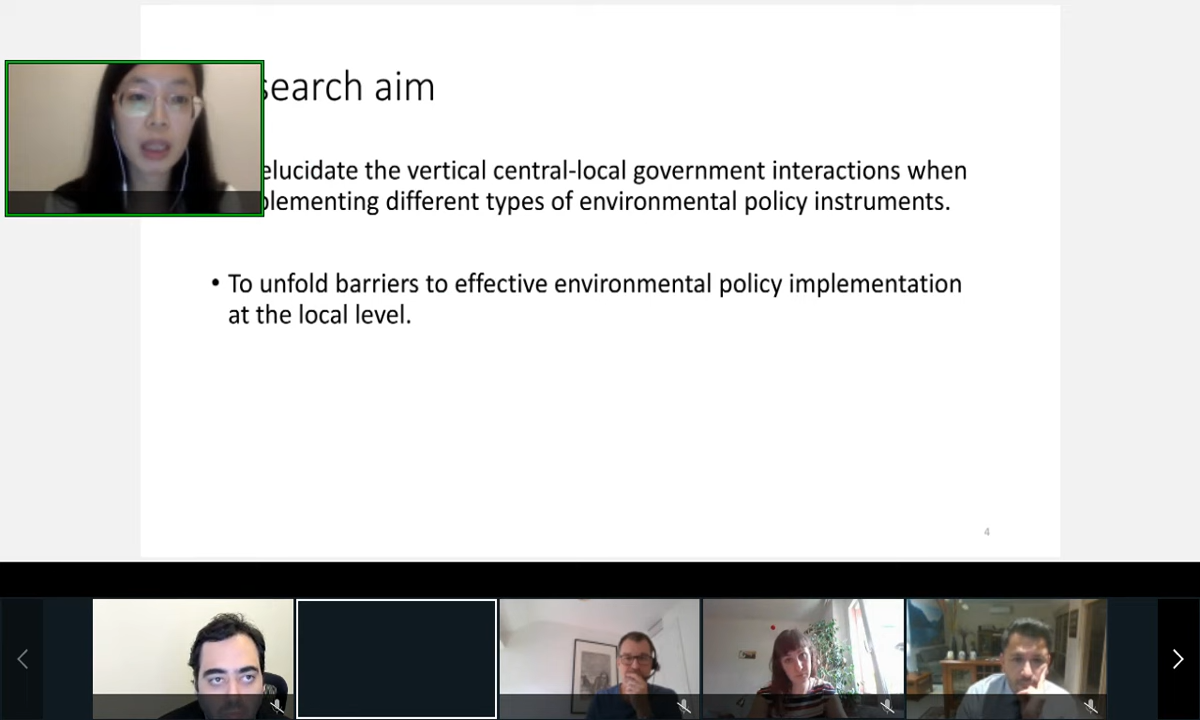 search aim
elucidate the vertical central-local government interactions when
plementing different types of environmental policy instruments.
• To unfold barriers to effective environmental policy implementation
at the local level.
4